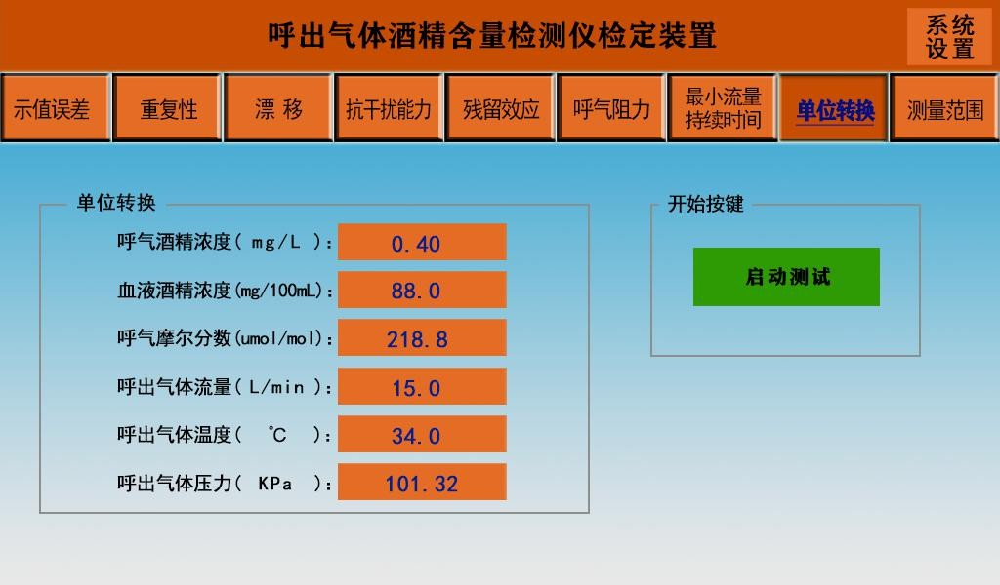 呼出气体酒精含量检测仪检定装置
系统
设置
示值误差
重复性
漂 移
抗干扰能力
残留效应
呼气阻力
最小流量
持续时间
单位转换
测量范围
单位转换
呼气酒精浓度( mg/L ): 0.40
血液酒精浓度(mg/100mL): 88.0
呼气摩尔分数(umol/mol): 218.8
呼出气体流量( L/min ): 15.0
呼出气体温度( ℃ ): 34.0
呼出气体压力( KPa ): 101.32
开始按键
启动测试